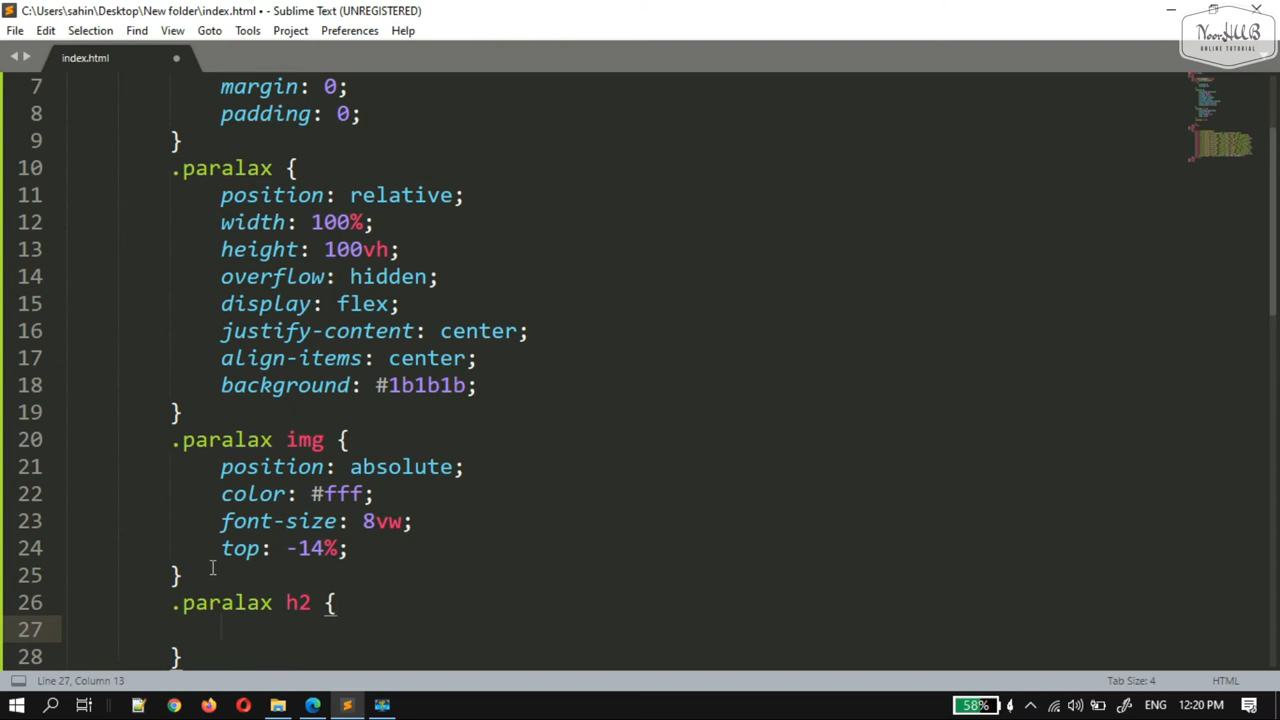 C:\Users\sahin\Desktop\New folder\index.html • - Sublime Text (UNREGISTERED)
File Edit Selection Find View Goto Tools Project Preferences Help
NoorHUB
ONLINE TUTORIAL
index.html
7 margin: 0;
8 padding: 0;
9 }
10 .paralax {
11 position: relative;
12 width: 100%;
13 height: 100vh;
14 overflow: hidden;
15 display: flex;
16 justify-content: center;
17 align-items: center;
18 background: #1b1b1b;
19 }
20 .paralax img {
21 position: absolute;
22 color: #fff;
23 font-size: 8vw;
24 top: -14%;
25 }
26 .paralax h2 {
27
28 }
Line 27, Column 13 Tab Size: 4 HTML
58% ENG 12:20 PM